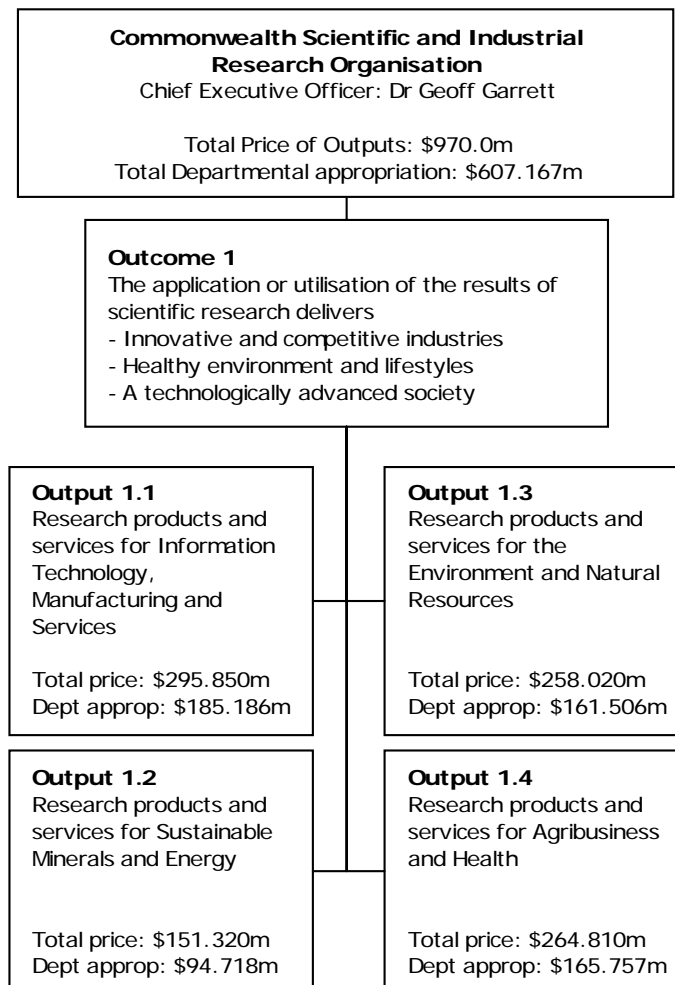 Commonwealth Scientific and Industrial
Research Organisation
Chief Executive Officer: Dr Geoff Garrett
Total Price of Outputs: $970.0m
Total Departmental appropriation: $607.167m
Outcome 1
The application or utilisation of the results of
scientific research delivers
- Innovative and competitive industries
- Healthy environment and lifestyles
- A technologically advanced society
Output 1.1
Research products and
services for Information
Technology,
Manufacturing and
Services
Total price: $295.850m
Dept approp: $185.186m
Output 1.3
Research products and
services for the
Environment and Natural
Resources
Total price: $258.020m
Dept approp: $161.506m
Output 1.2
Research products and
services for Sustainable
Minerals and Energy
Total price: $151.320m
Dept approp: $94.718m
Output 1.4
Research products and
services for Agribusiness
and Health
Total price: $264.810m
Dept approp: $165.757m